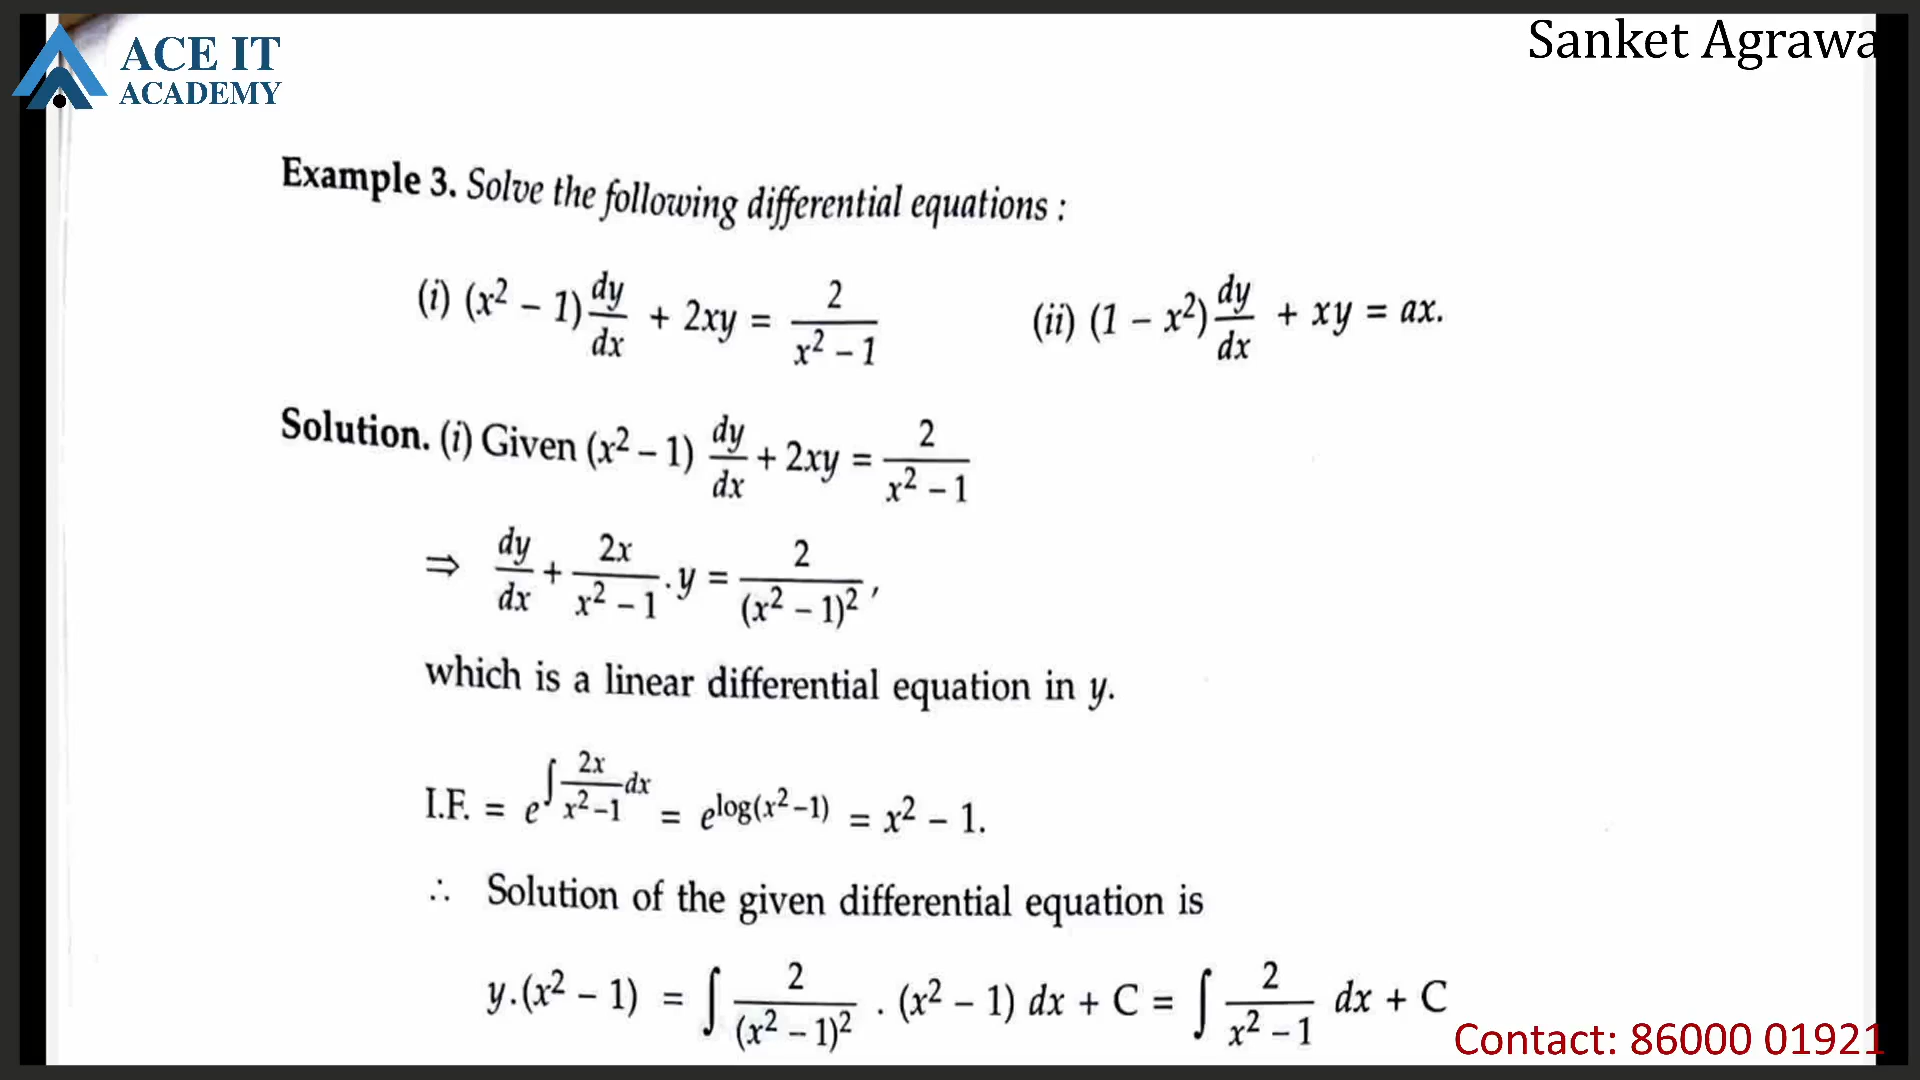 ACE IT
ACADEMY
Sanket Agrawa
Example 3. Solve the following differential equations :
(i) (x² – 1) dy/dx + 2xy = 2/(x² – 1) (ii) (1 – x²) dy/dx + xy = ax.
Solution. (i) Given (x² – 1) dy/dx + 2xy = 2/(x² – 1)
⇒ dy/dx + 2x/(x² – 1) . y = 2/(x² – 1)² ,
which is a linear differential equation in y.
I.F. = e^(∫ 2x/(x²–1) dx) = e^(log(x²–1)) = x² – 1.
∴ Solution of the given differential equation is
y.(x² – 1) = ∫ 2/(x² – 1)² . (x² – 1) dx + C = ∫ 2/(x² – 1) dx + C
Contact: 86000 01921